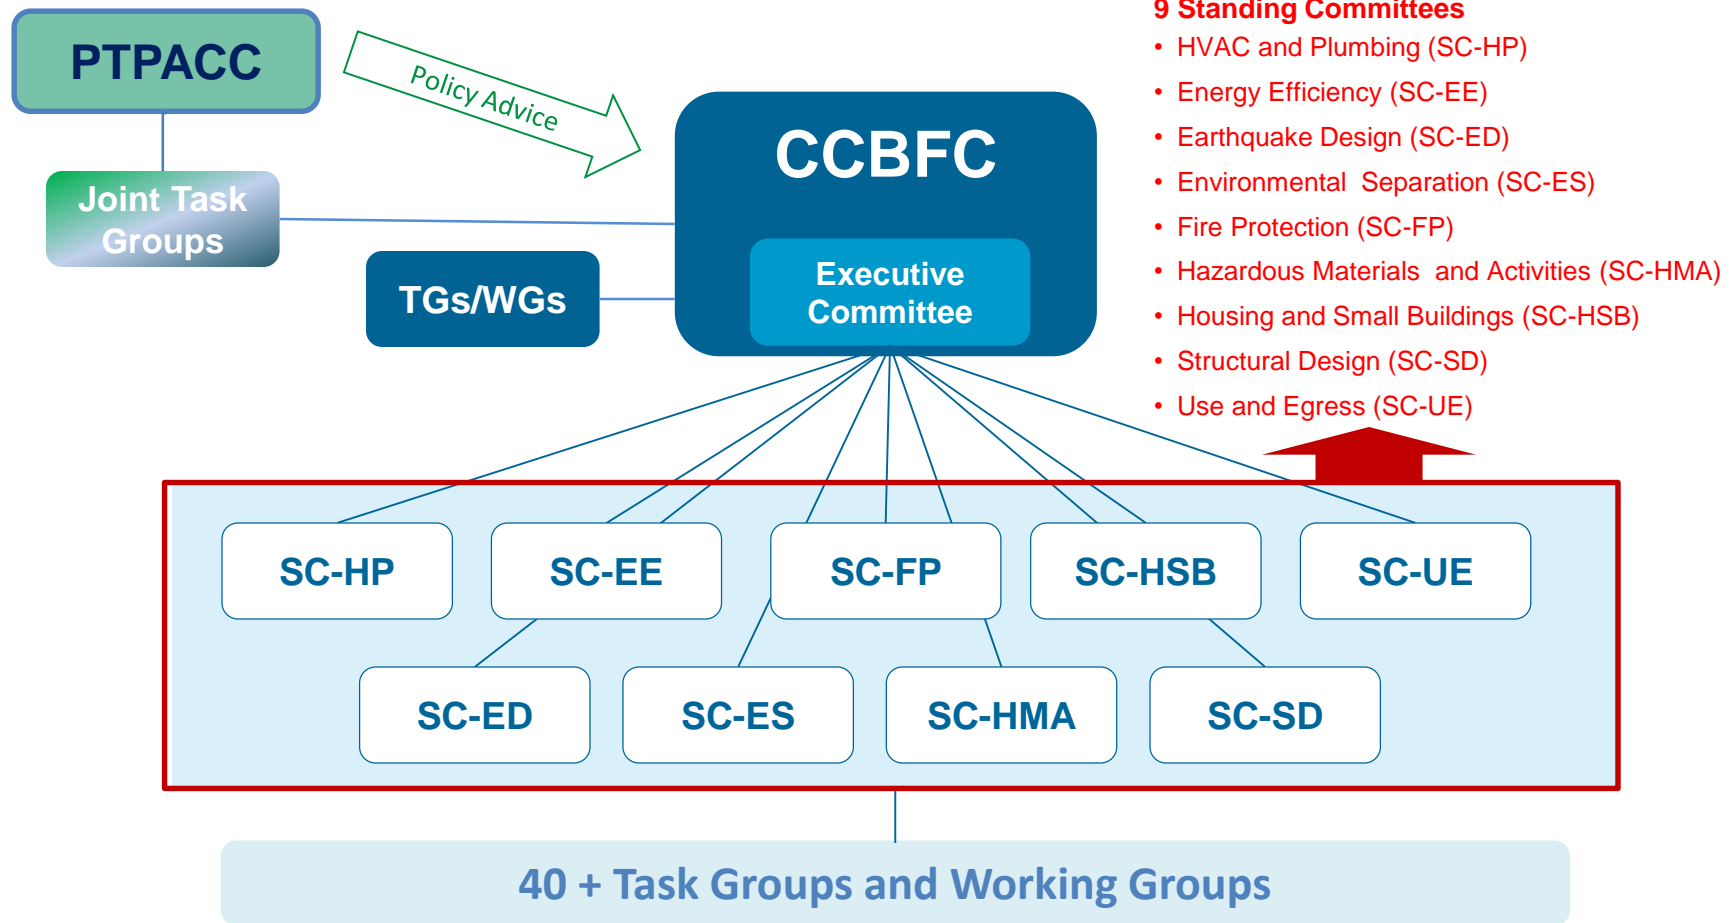 PTPACC
Policy Advice
Joint Task
Groups
TGs/WGs
CCBFC
Executive
Committee
9 Standing Committees
• HVAC and Plumbing (SC-HP)
• Energy Efficiency (SC-EE)
• Earthquake Design (SC-ED)
• Environmental Separation (SC-ES)
• Fire Protection (SC-FP)
• Hazardous Materials and Activities (SC-HMA)
• Housing and Small Buildings (SC-HSB)
• Structural Design (SC-SD)
• Use and Egress (SC-UE)
SC-HP
SC-EE
SC-FP
SC-HSB
SC-UE
SC-ED
SC-ES
SC-HMA
SC-SD
40 + Task Groups and Working Groups